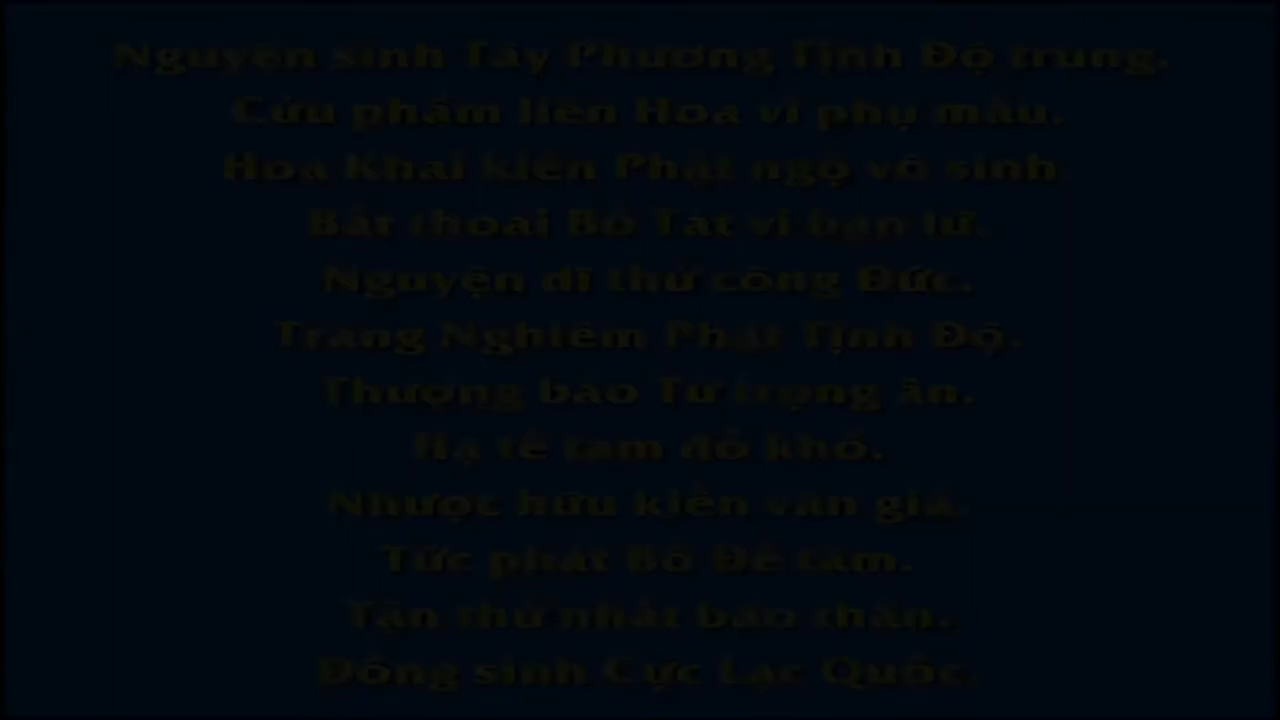 Nguyện sinh Tây Phương Tịnh Độ trung.
Cửu phẩm liên Hoa vi phụ mẫu.
Hoa Khai kiến Phật ngộ vô sinh
Bất thoái Bồ Tát vi bạn lữ.
Nguyện dĩ thử công Đức.
Trang Nghiêm Phật Tịnh Độ.
Thượng báo Tứ trọng ân.
Hạ tế tam đồ khổ.
Nhược hữu kiến văn giả.
Tức phát Bồ Đề tâm.
Tận thử nhất báo thân.
Đồng sinh Cực Lạc Quốc.